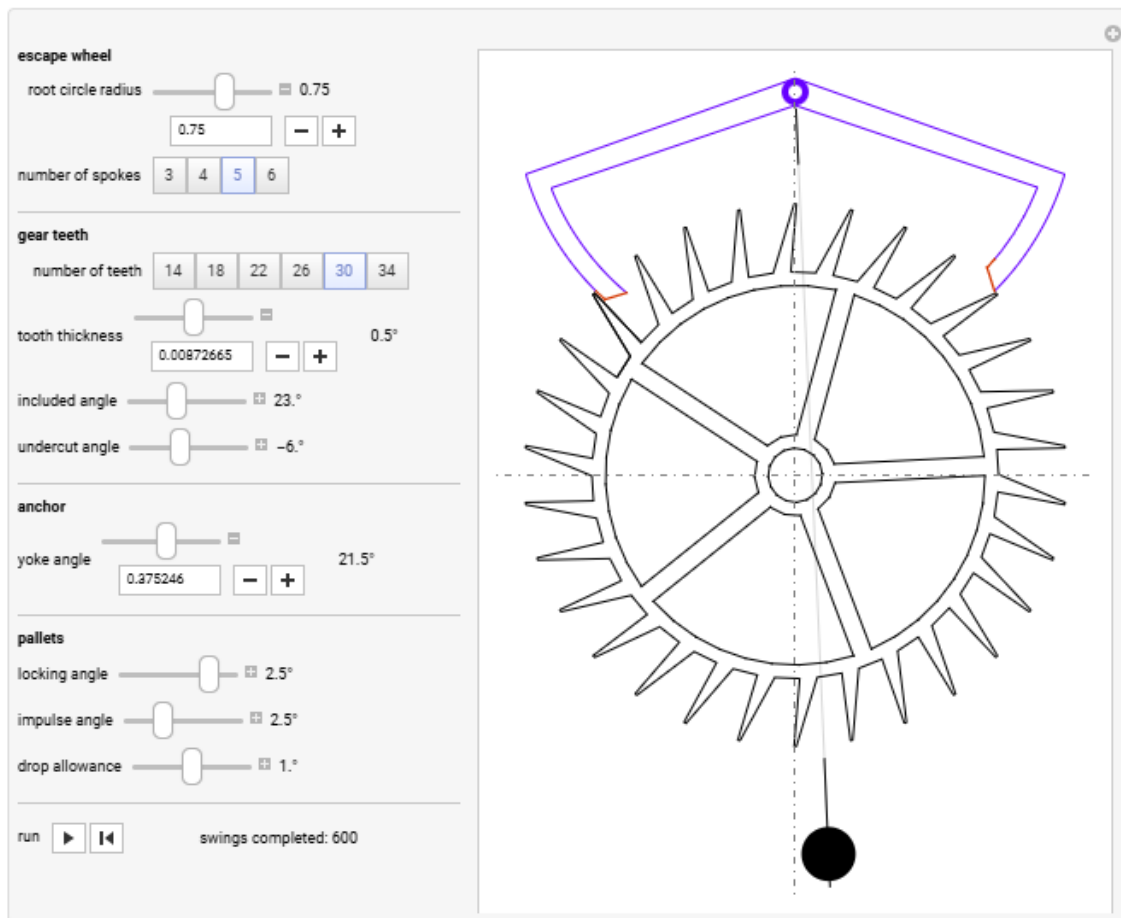 escape wheel
root circle radius 0.75
0.75
number of spokes 3 4 5 6
gear teeth
number of teeth 14 18 22 26 30 34
tooth thickness 0.5°
0.00872665
included angle 23.°
undercut angle −6.°
anchor
yoke angle 21.5°
0.375246
pallets
locking angle 2.5°
impulse angle 2.5°
drop allowance 1.°
run swings completed: 600